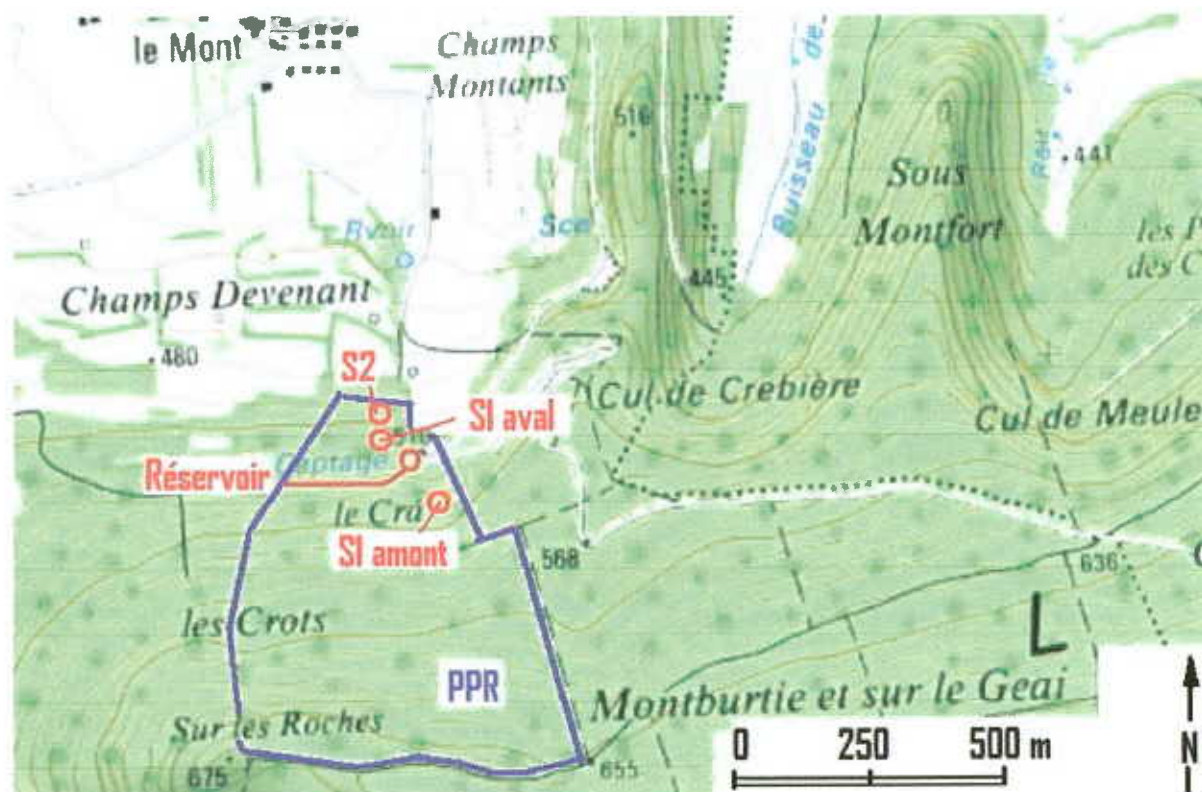 le Mont
Champs
Montants
516
Ruisseau de
441
Sous
Montfort
Rvoir
Sce
445
Champs Devenant
480
S2
SI aval
Cul de Crebière
Cul de Meule
Réservoir
Captage
le Crâ
SI amont
568
636
les Crots
L
PPR
Montburtie et sur le Geai
Sur les Roches
675
655
0 250 500 m
N